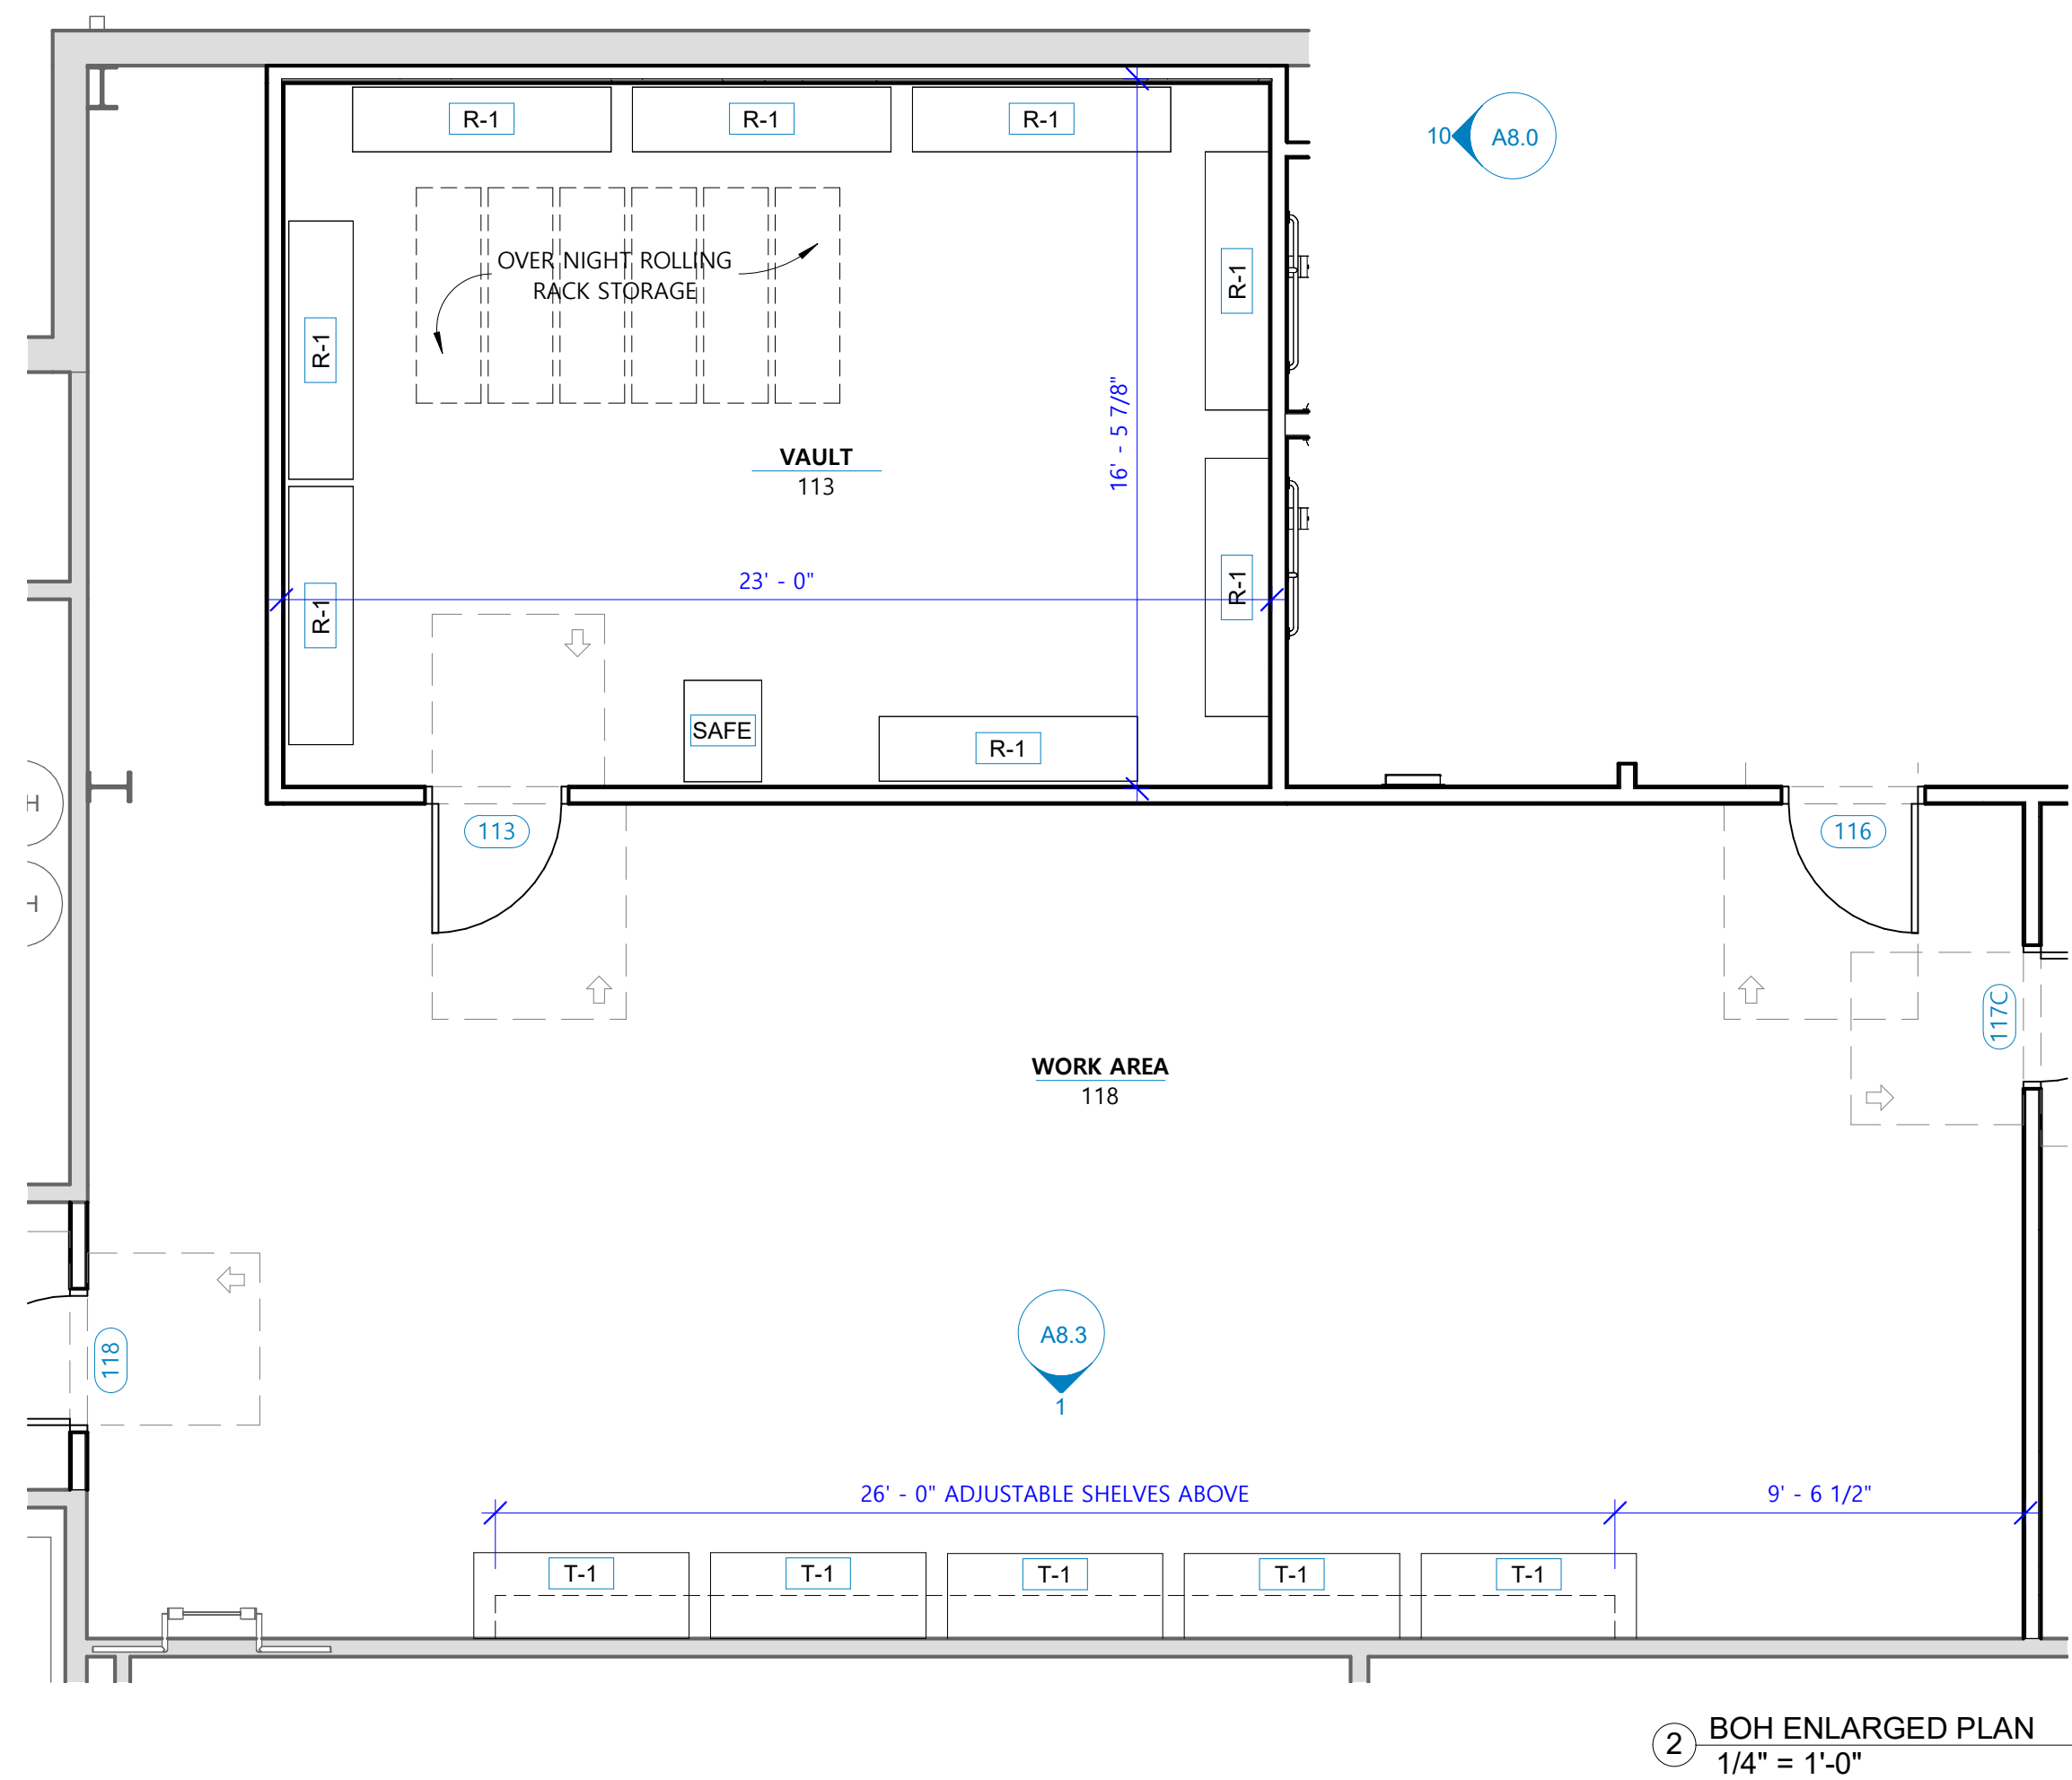 R-1
R-1
R-1
10
A8.0
OVER NIGHT ROLLING
RACK STORAGE
R-1
R-1
16' - 5 7/8"
VAULT
113
23' - 0"
R-1
R-1
SAFE
R-1
113
116
H
H
117C
WORK AREA
118
118
A8.3
1
26' - 0" ADJUSTABLE SHELVES ABOVE
9' - 6 1/2"
T-1
T-1
T-1
T-1
T-1
2
BOH ENLARGED PLAN
1/4" = 1'-0"